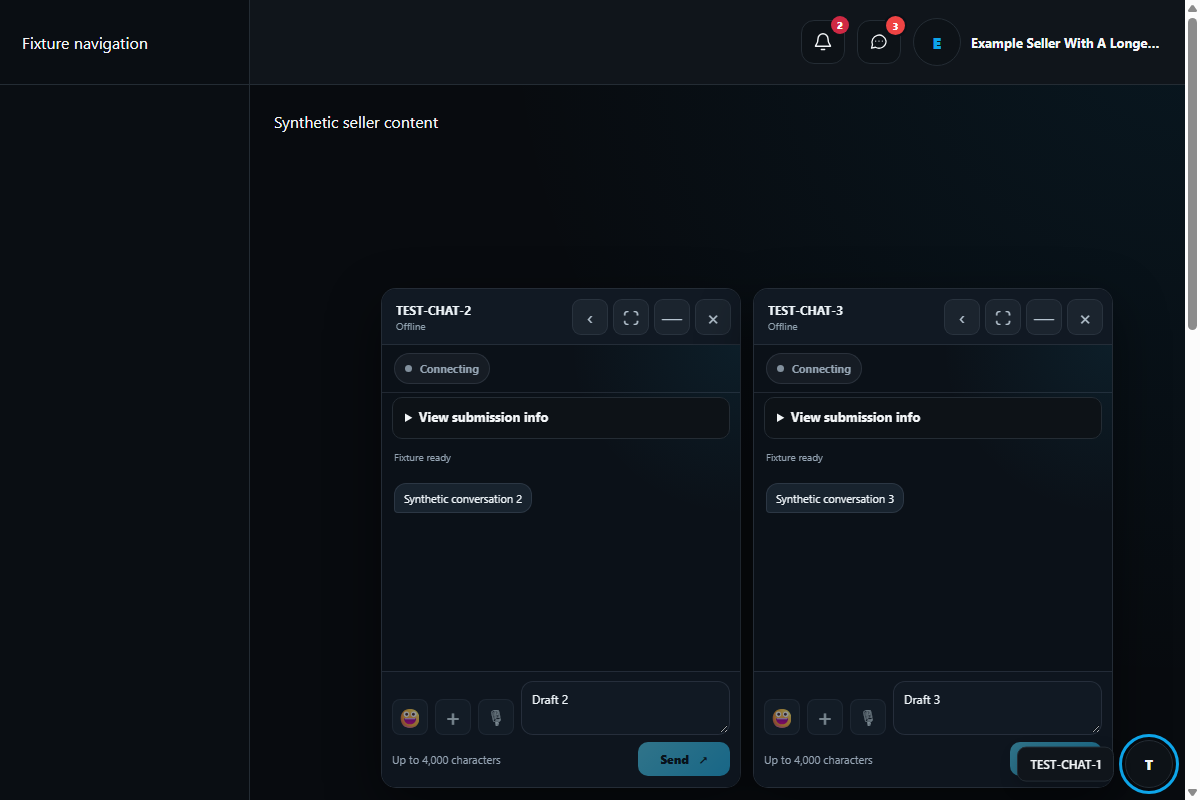 Fixture navigation
2
3
E
Example Seller With A Longe...
Synthetic seller content
TEST-CHAT-2
Offline
Connecting
View submission info
Fixture ready
Synthetic conversation 2
Draft 2
Up to 4,000 characters
Send
TEST-CHAT-3
Offline
Connecting
View submission info
Fixture ready
Synthetic conversation 3
Draft 3
Up to 4,000 characters
TEST-CHAT-1
T